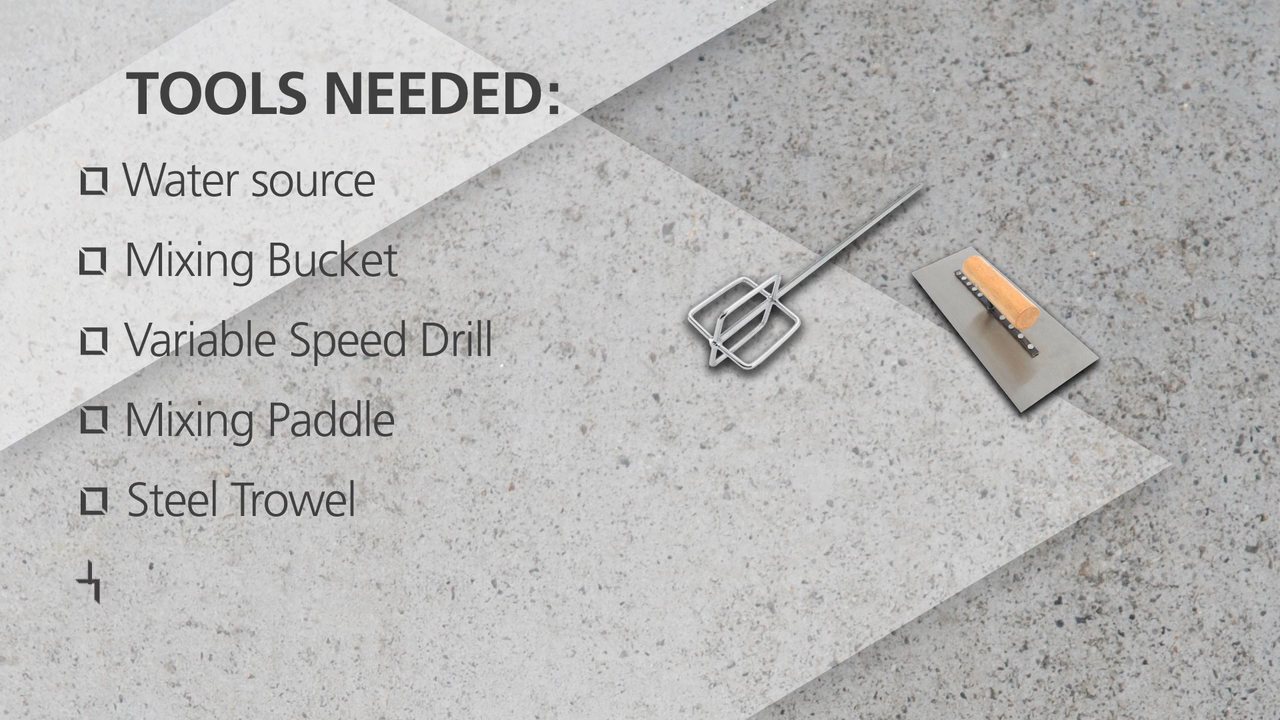 TOOLS NEEDED:
Water source
Mixing Bucket
Variable Speed Drill
Mixing Paddle
Steel Trowel